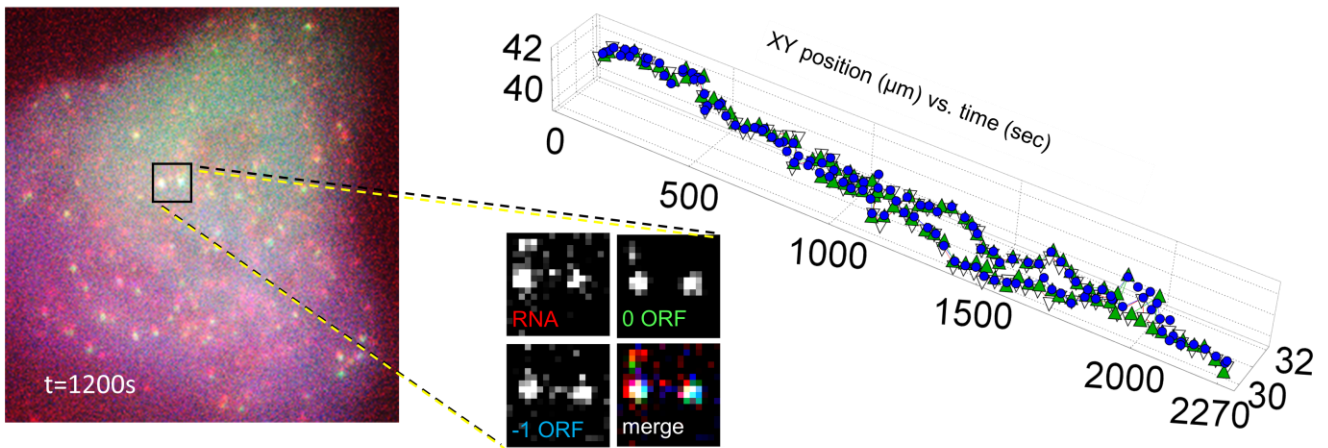 t=1200s
RNA
0 ORF
-1 ORF
merge
XY position (µm) vs. time (sec)
42
40
0
500
1000
1500
2000
2270
30
32